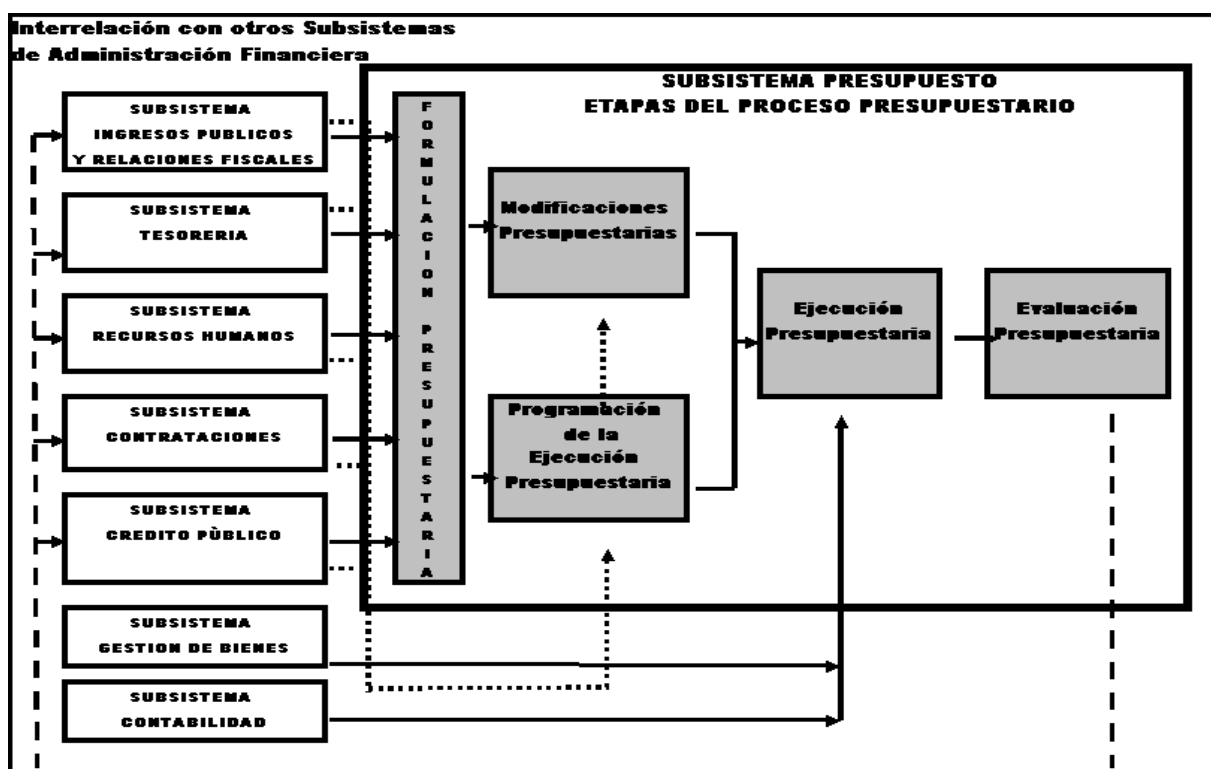 Interrelación con otros Subsistemas
de Administración Financiera
SUBSISTEMA PRESUPUESTO
ETAPAS DEL PROCESO PRESUPUESTARIO
SUBSISTEMA
INGRESOS PUBLICOS
Y RELACIONES FISCALES
SUBSISTEMA
TESORERIA
SUBSISTEMA
RECURSOS HUMANOS
SUBSISTEMA
CONTRATACIONES
SUBSISTEMA
CREDITO PÙBLICO
SUBSISTEMA
GESTION DE BIENES
SUBSISTEMA
CONTABILIDAD
FORMULACION PRESUPUESTARIA
Modificaciones
Presupuestarias
Programación
de la
Ejecución
Presupuestaria
Ejecución
Presupuestaria
Evaluación
Presupuestaria